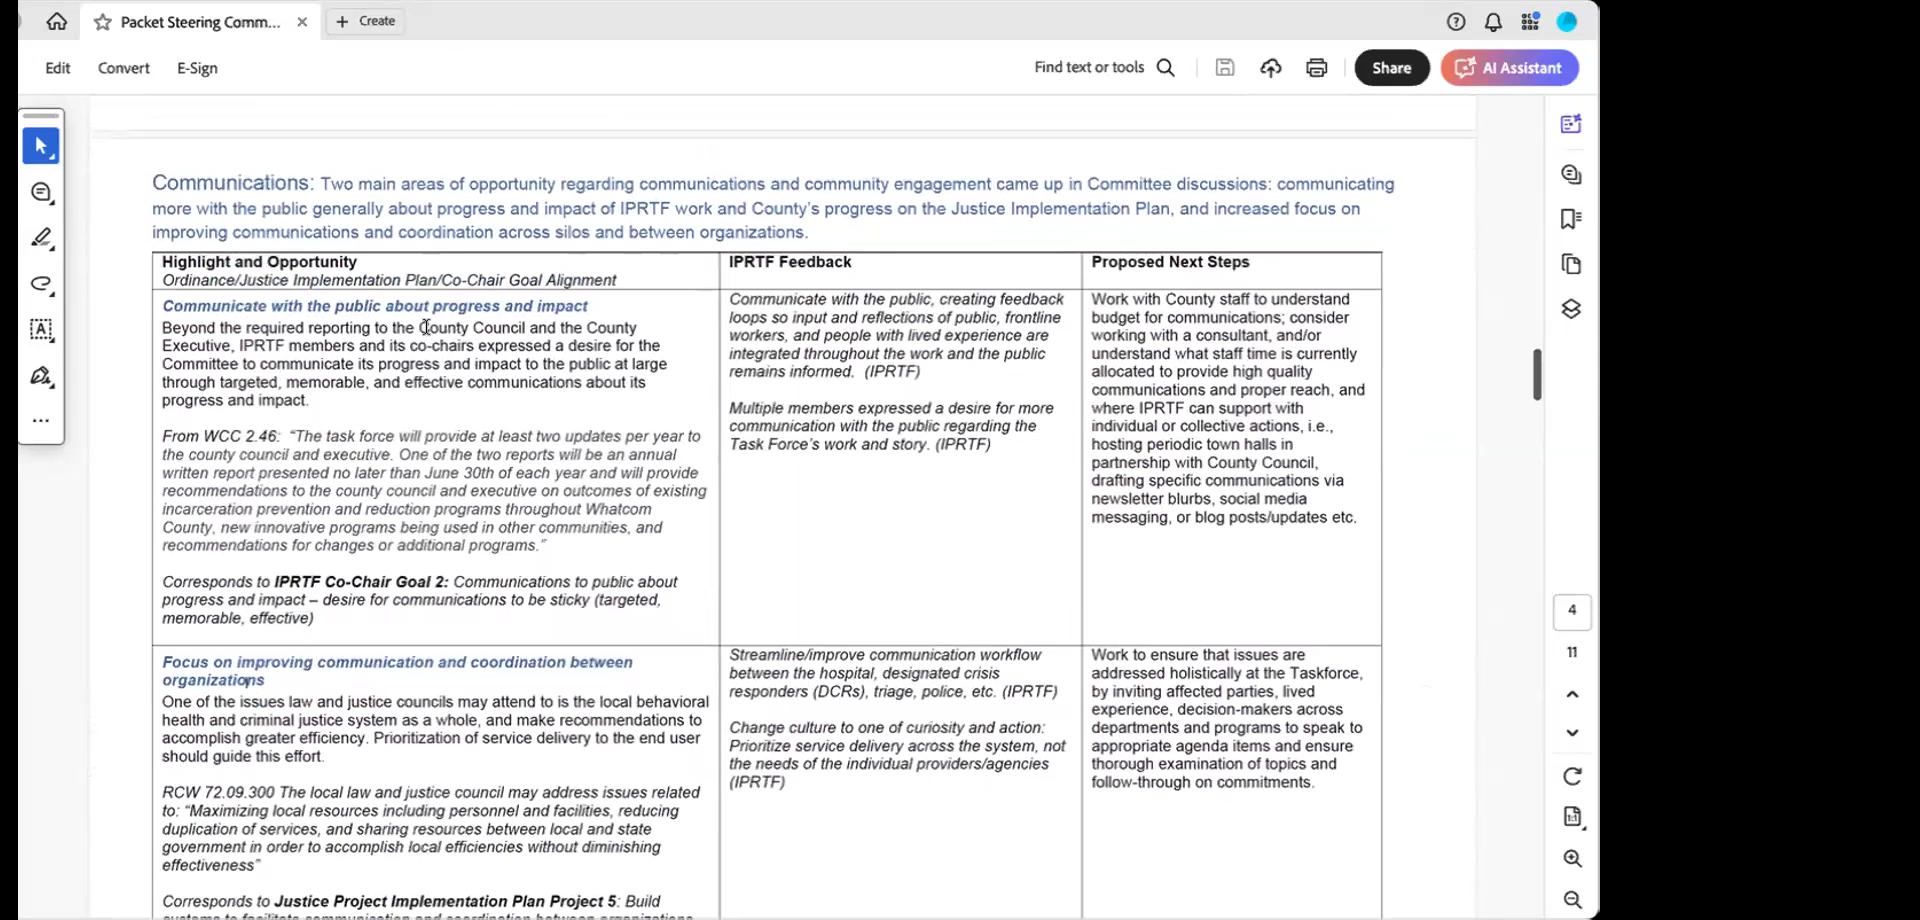 Packet Steering Comm...
Create
Edit
Convert
E-Sign
Find text or tools
Share
AI Assistant
Communications: Two main areas of opportunity regarding communications and community engagement came up in Committee discussions: communicating
more with the public generally about progress and impact of IPRTF work and County's progress on the Justice Implementation Plan, and increased focus on
improving communications and coordination across silos and between organizations.
Highlight and Opportunity
Ordinance/Justice Implementation Plan/Co-Chair Goal Alignment
IPRTF Feedback
Proposed Next Steps
Communicate with the public about progress and impact
Beyond the required reporting to the County Council and the County
Executive, IPRTF members and its co-chairs expressed a desire for the
Committee to communicate its progress and impact to the public at large
through targeted, memorable, and effective communications about its
progress and impact.
From WCC 2.46: "The task force will provide at least two updates per year to
the county council and executive. One of the two reports will be an annual
written report presented no later than June 30th of each year and will provide
recommendations to the county council and executive on outcomes of existing
incarceration prevention and reduction programs throughout Whatcom
County, new innovative programs being used in other communities, and
recommendations for changes or additional programs."
Corresponds to IPRTF Co-Chair Goal 2: Communications to public about
progress and impact – desire for communications to be sticky (targeted,
memorable, effective)
Communicate with the public, creating feedback
loops so input and reflections of public, frontline
workers, and people with lived experience are
integrated throughout the work and the public
remains informed. (IPRTF)
Multiple members expressed a desire for more
communication with the public regarding the
Task Force's work and story. (IPRTF)
Work with County staff to understand
budget for communications; consider
working with a consultant, and/or
understand what staff time is currently
allocated to provide high quality
communications and proper reach, and
where IPRTF can support with
individual or collective actions, i.e.,
hosting periodic town halls in
partnership with County Council,
drafting specific communications via
newsletter blurbs, social media
messaging, or blog posts/updates etc.
Focus on improving communication and coordination between
organizations
One of the issues law and justice councils may attend to is the local behavioral
health and criminal justice system as a whole, and make recommendations to
accomplish greater efficiency. Prioritization of service delivery to the end user
should guide this effort.
RCW 72.09.300 The local law and justice council may address issues related
to: "Maximizing local resources including personnel and facilities, reducing
duplication of services, and sharing resources between local and state
government in order to accomplish local efficiencies without diminishing
effectiveness"
Corresponds to Justice Project Implementation Plan Project 5: Build
systems to facilitate communication and coordination between organizations
Streamline/improve communication workflow
between the hospital, designated crisis
responders (DCRs), triage, police, etc. (IPRTF)
Change culture to one of curiosity and action:
Prioritize service delivery across the system, not
the needs of the individual providers/agencies
(IPRTF)
Work to ensure that issues are
addressed holistically at the Taskforce,
by inviting affected parties, lived
experience, decision-makers across
departments and programs to speak to
appropriate agenda items and ensure
thorough examination of topics and
follow-through on commitments.
4
11